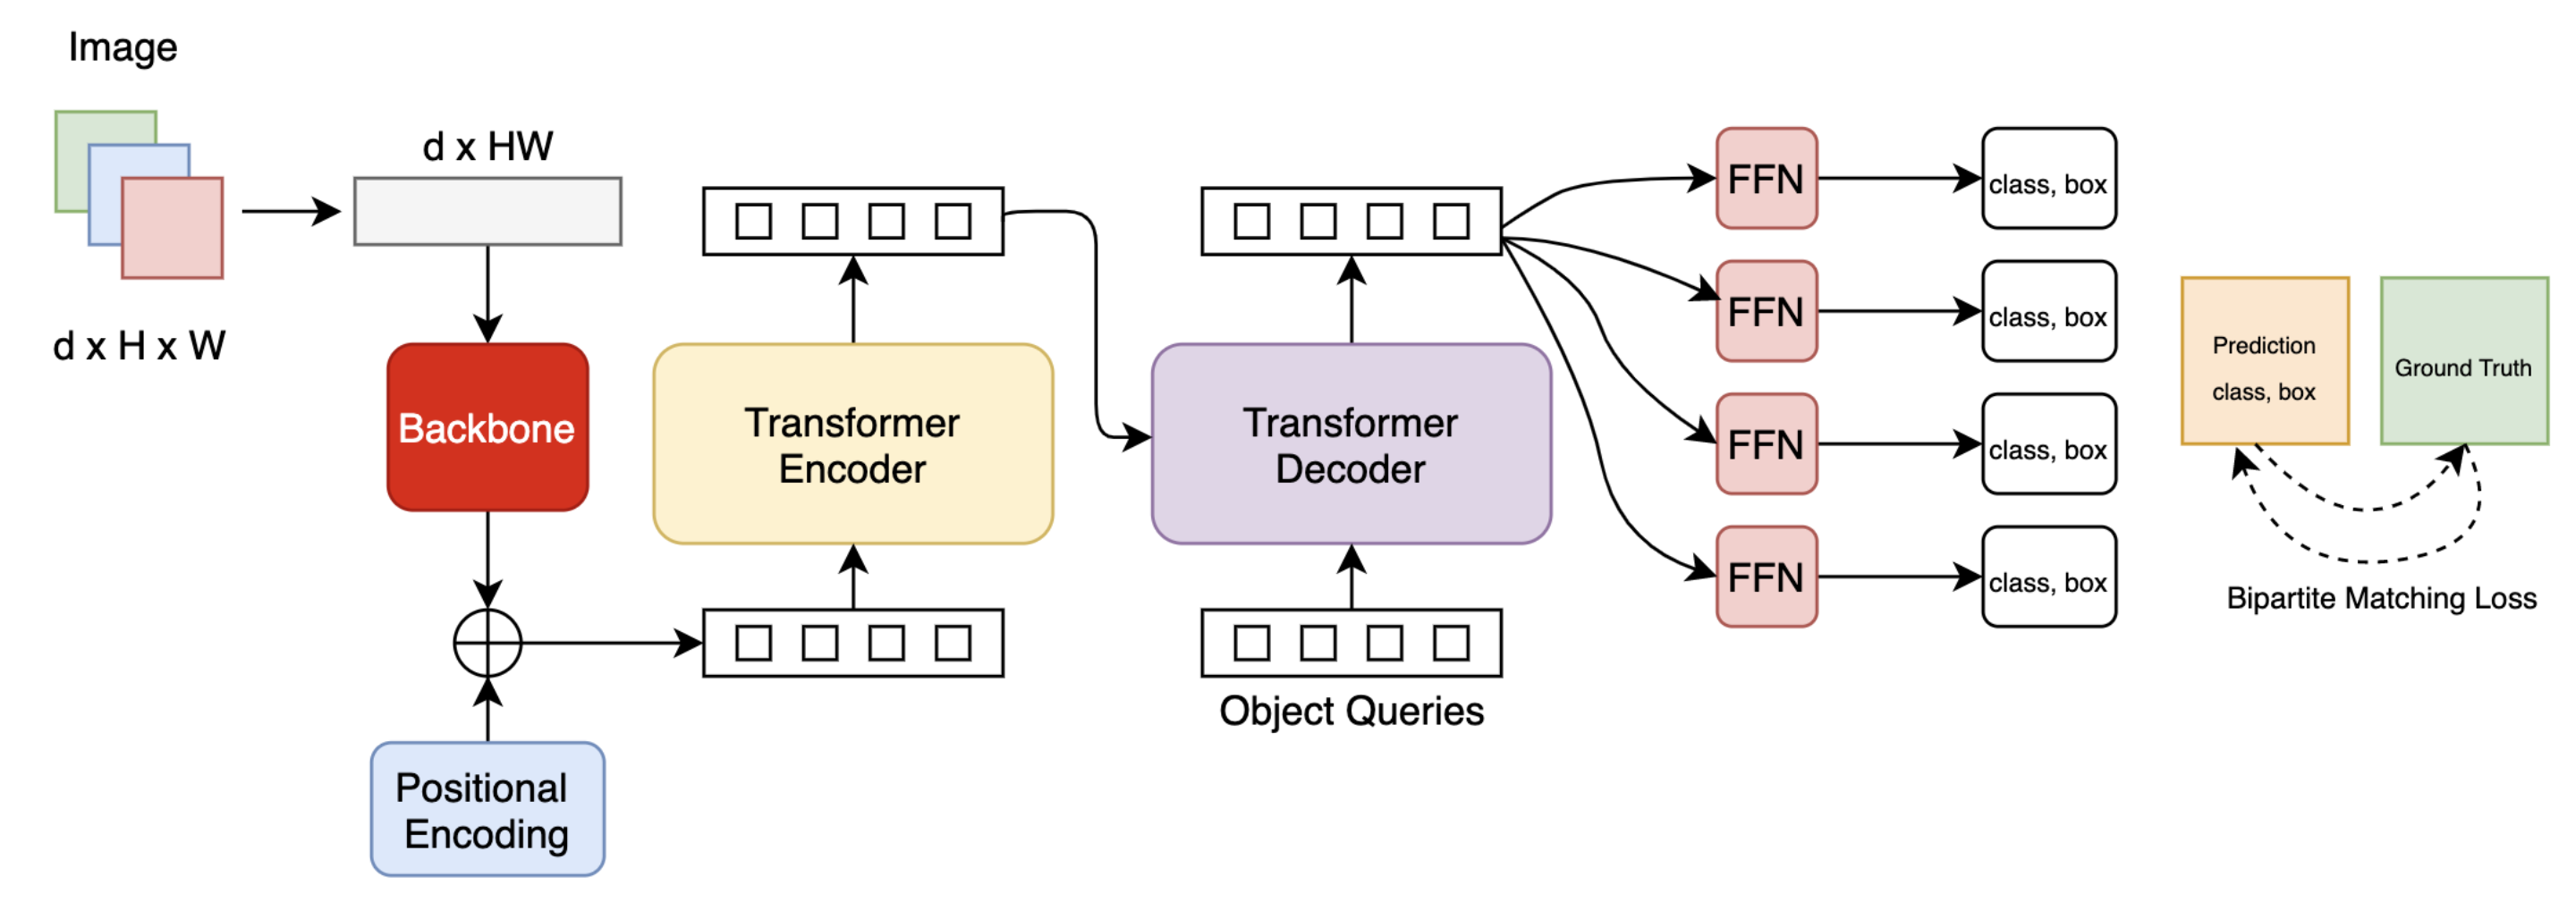 Image
d x H x W
d x HW
Backbone
Positional
Encoding
Transformer
Encoder
Transformer
Decoder
Object Queries
FFN
class, box
FFN
class, box
FFN
class, box
FFN
class, box
Prediction
class, box
Ground Truth
Bipartite Matching Loss